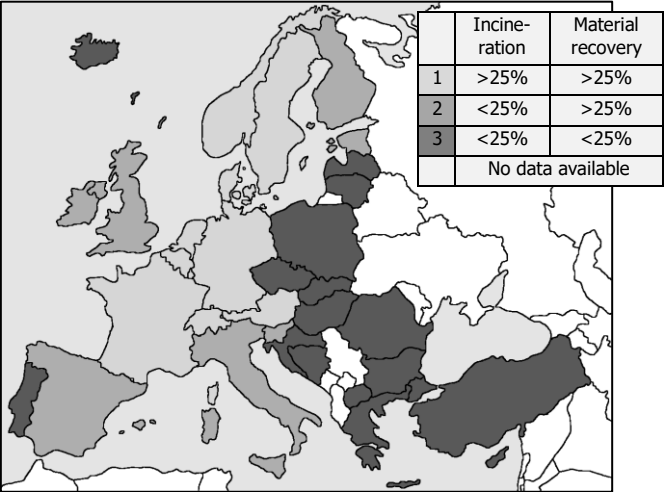 Incine-
ration
Material
recovery
1 >25% >25%
2 <25% >25%
3 <25% <25%
No data available